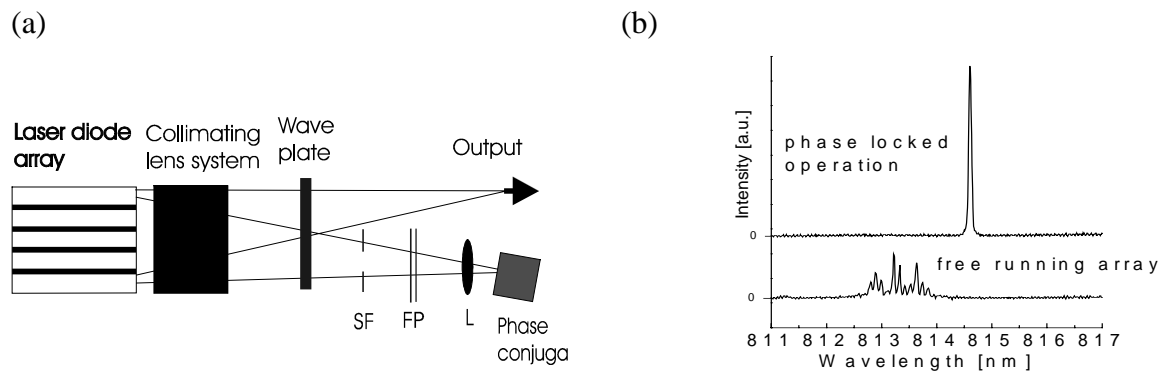 (a)
(b)
Laser diode
array
Collimating
lens system
Wave
plate
Output
SF
FP
L
Phase
conjuga
Intensity [a.u.]
phase locked
operation
0
free running array
0
811 812 813 814 815 816 817
Wavelength [nm]